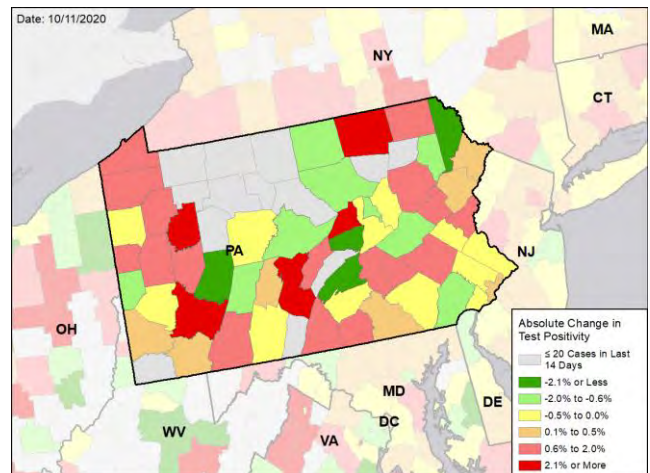 Date: 10/11/2020
MA
NY
CT
PA
NJ
OH
MD
DE
WV
VA
DC
Absolute Change in
Test Positivity
≤ 20 Cases in Last
14 Days
-2.1% or Less
-2.0% to -0.6%
-0.5% to 0.0%
0.1% to 0.5%
0.6% to 2.0%
2.1% or More